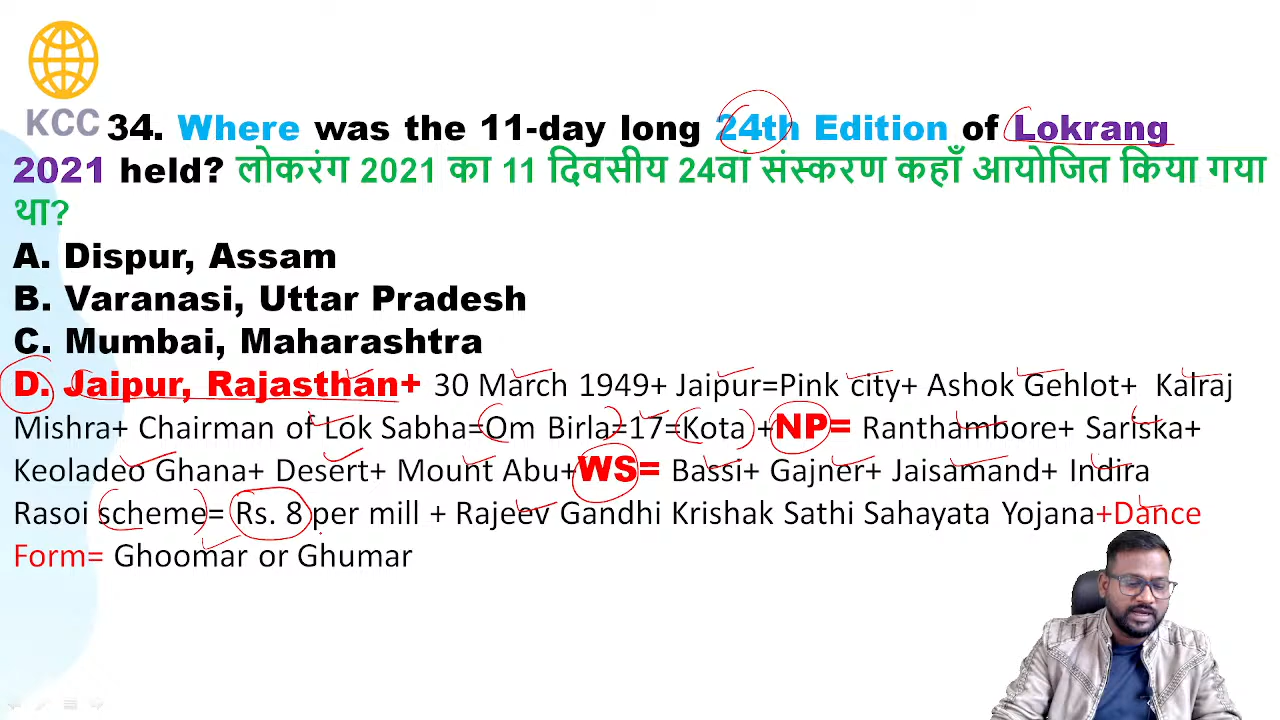 KCC
34. Where was the 11-day long 24th Edition of Lokrang
2021 held? लोकरंग 2021 का 11 दिवसीय 24वां संस्करण कहाँ आयोजित किया गया
था?
A. Dispur, Assam
B. Varanasi, Uttar Pradesh
C. Mumbai, Maharashtra
D. Jaipur, Rajasthan+ 30 March 1949+ Jaipur=Pink city+ Ashok Gehlot+ Kalraj
Mishra+ Chairman of Lok Sabha=Om Birla=17=Kota +NP= Ranthambore+ Sariska+
Keoladeo Ghana+ Desert+ Mount Abu+WS= Bassi+ Gajner+ Jaisamand+ Indira
Rasoi scheme= Rs. 8 per mill + Rajeev Gandhi Krishak Sathi Sahayata Yojana+Dance
Form= Ghoomar or Ghumar